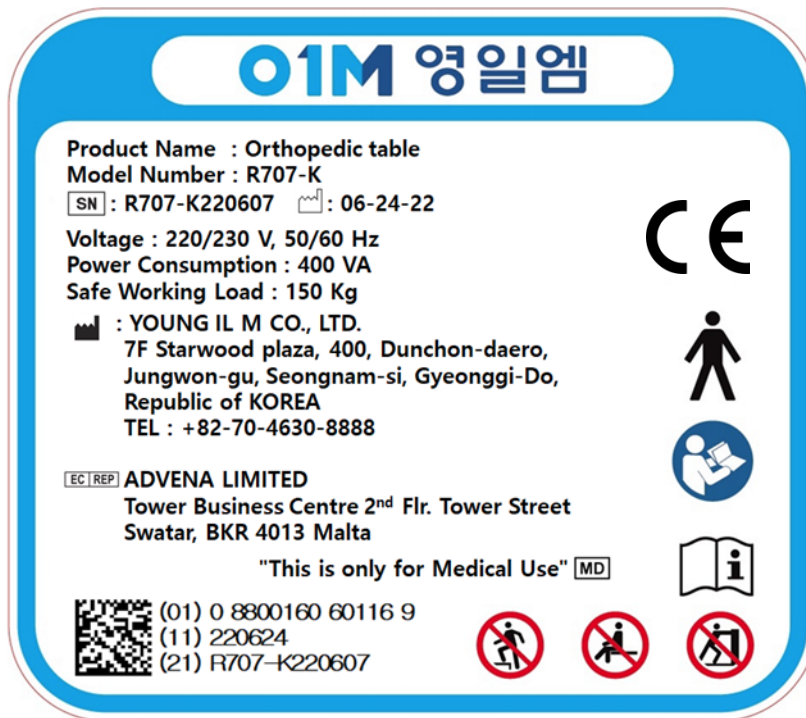 O1M 영일엠
Product Name : Orthopedic table
Model Number : R707-K
SN : R707-K220607 : 06-24-22
Voltage : 220/230 V, 50/60 Hz
Power Consumption : 400 VA
Safe Working Load : 150 Kg
: YOUNG IL M CO., LTD.
7F Starwood plaza, 400, Dunchon-daero,
Jungwon-gu, Seongnam-si, Gyeonggi-Do,
Republic of KOREA
TEL : +82-70-4630-8888
EC REP ADVENA LIMITED
Tower Business Centre 2nd Flr. Tower Street
Swatar, BKR 4013 Malta
"This is only for Medical Use" MD
(01) 0 8800160 60116 9
(11) 220624
(21) R707-K220607
CE
i